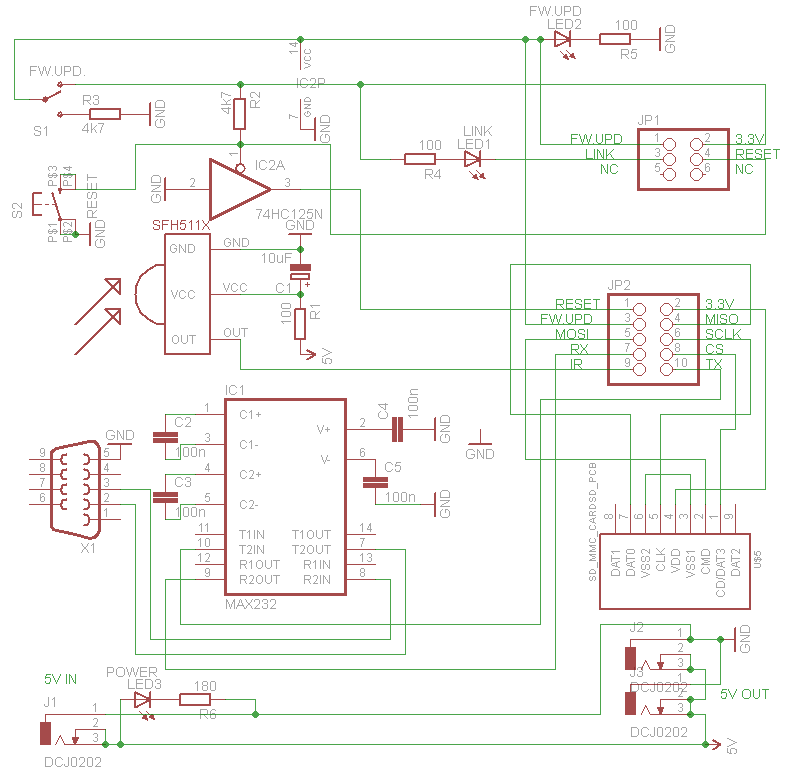 FW.UPD
LED2
100
R5
GND
14
VCC
IC2P
GND
7
GND
FW.UPD.
S1
R3
4k7
GND
4k7
R2
JP1
FW.UPD
1
2
3.3V
LINK
3
4
RESET
NC
5
6
NC
100
R4
LINK
LED1
1
IC2A
GND
2
3
74HC125N
S2
P$3
P$4
P$1
P$2
RESET
GND
SFH511X
GND
GND
GND
VCC
VCC
OUT
OUT
10uF
C1
+
100
R1
5V
JP2
RESET
1
2
3.3V
FW.UPD
3
4
MISO
MOSI
5
6
SCLK
RX
7
8
CS
IR
9
10
TX
IC1
1
C1+
3
C1-
4
C2+
5
C2-
11
T1IN
10
T2IN
12
R1OUT
9
R2OUT
V+
2
V-
6
T1OUT
14
T2OUT
7
R1IN
13
R2IN
8
MAX232
C2
100n
C3
100n
C4
100n
GND
C5
100n
GND
GND
GND
9
8
7
6
5
4
3
2
1
X1
SD_MMC_CARDSD_PCB
8
7
6
5
4
3
2
1
9
DAT1
DAT0
VSS2
CLK
VDD
VSS1
CMD
CD/DAT3
DAT2
U$5
J2
1
2
3
GND
J3
DCJ0202
1
2
3
DCJ0202
5V OUT
5V
5V IN
J1
1
2
3
DCJ0202
POWER
LED3
180
R6